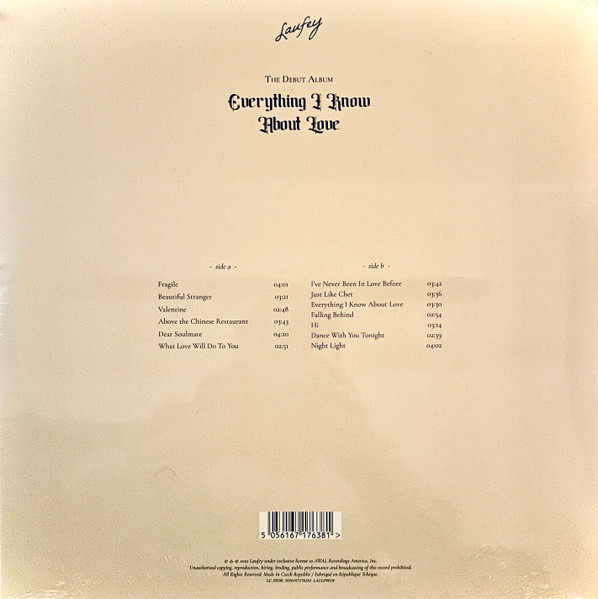 Laufey
The Debut Album
Everything I Know
About Love
- side a -
Fragile 04:01
Beautiful Stranger 03:21
Valentine 02:48
Above the Chinese Restaurant 03:43
Dear Soulmate 04:20
What Love Will Do To You 02:51
- side b -
I've Never Been In Love Before 03:42
Just Like Chet 03:36
Everything I Know About Love 03:30
Falling Behind 02:54
Hi 03:24
Dance With You Tonight 02:39
Night Light 04:02
5 056167 176381 >
℗ & © 2022 Laufey under exclusive license to AWAL Recordings America, Inc.
Unauthorized copying, reproduction, hiring, lending, public performance and broadcasting of this record prohibited.
All Rights Reserved. Made In Czech Republic / Fabriqué en République Tchèque.